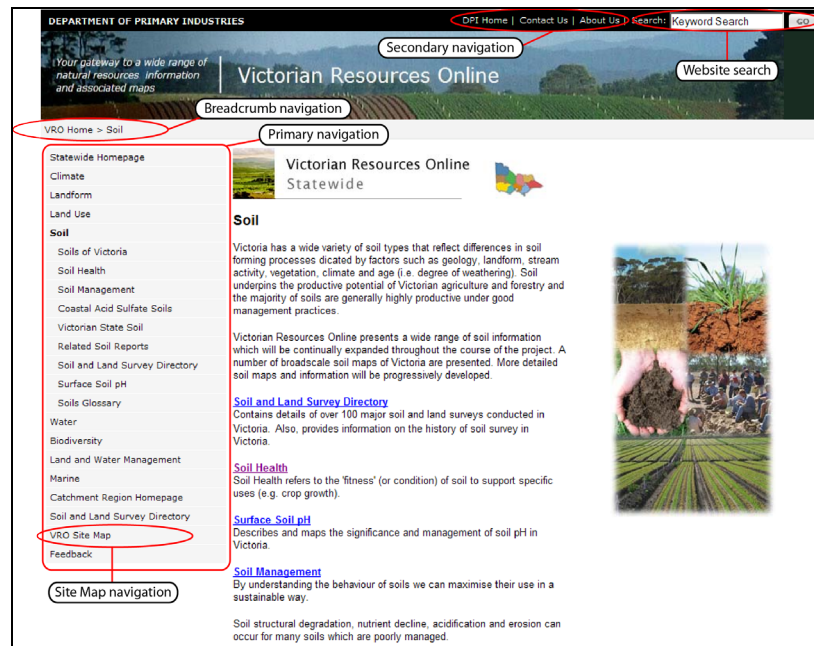 DEPARTMENT OF PRIMARY INDUSTRIES
DPI Home | Contact Us | About Us | Search: Keyword Search GO
Secondary navigation
Website search
Your gateway to a wide range of
natural resources information
and associated maps
Victorian Resources Online
Breadcrumb navigation
VRO Home > Soil
Primary navigation
Statewide Homepage
Climate
Landform
Land Use
Soil
Soils of Victoria
Soil Health
Soil Management
Coastal Acid Sulfate Soils
Victorian State Soil
Related Soil Reports
Soil and Land Survey Directory
Surface Soil pH
Soils Glossary
Water
Biodiversity
Land and Water Management
Marine
Catchment Region Homepage
Soil and Land Survey Directory
VRO Site Map
Feedback
Site Map navigation
Victorian Resources Online
Statewide
Soil
Victoria has a wide variety of soil types that reflect differences in soil
forming processes dicated by factors such as geology, landform, stream
activity, vegetation, climate and age (i.e. degree of weathering). Soil
underpins the productive potential of Victorian agriculture and forestry and
the majority of soils are generally highly productive under good
management practices.
Victorian Resources Online presents a wide range of soil information
which will be continually expanded throughout the course of the project. A
number of broadscale soil maps of Victoria are presented. More detailed
soil maps and information will be progressively developed.
Soil and Land Survey Directory
Contains details of over 100 major soil and land surveys conducted in
Victoria. Also, provides information on the history of soil survey in
Victoria.
Soil Health
Soil Health refers to the 'fitness' (or condition) of soil to support specific
uses (e.g. crop growth).
Surface Soil pH
Describes and maps the significance and management of soil pH in
Victoria.
Soil Management
By understanding the behaviour of soils we can maximise their use in a
sustainable way.
Soil structural degradation, nutrient decline, acidification and erosion can
occur for many soils which are poorly managed.